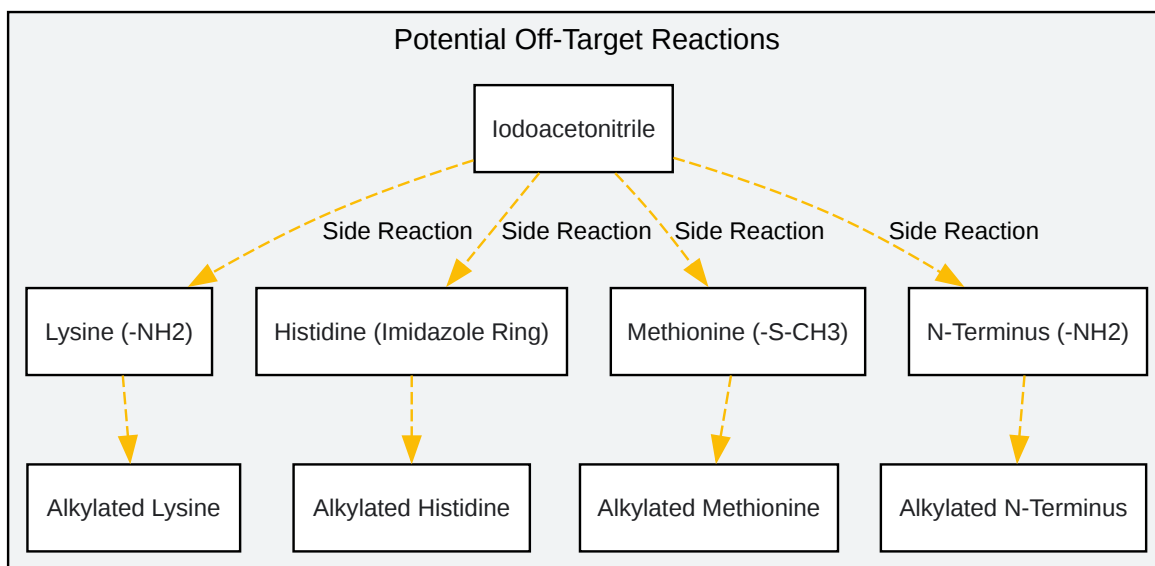 Potential Off-Target Reactions
Iodoacetonitrile
Side Reaction
Side Reaction
Side Reaction
Side Reaction
Lysine (-NH2)
Histidine (Imidazole Ring)
Methionine (-S-CH3)
N-Terminus (-NH2)
Alkylated Lysine
Alkylated Histidine
Alkylated Methionine
Alkylated N-Terminus